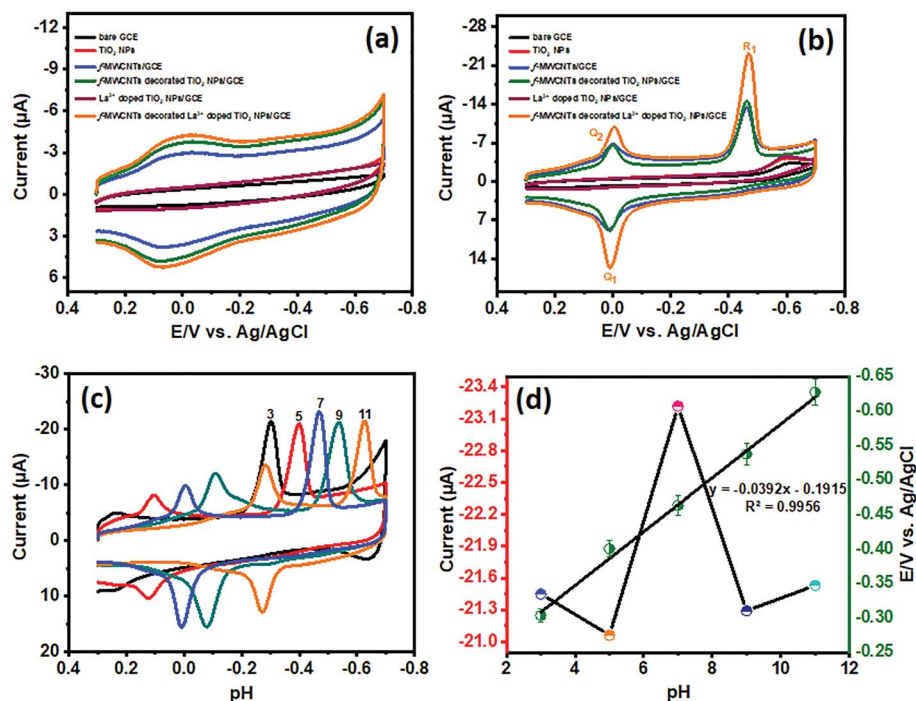 (a)
bare GCE
TiO₂ NPs
f-MWCNTs/GCE
f-MWCNTs decorated TiO₂ NPs/GCE
La³⁺ doped TiO₂ NPs/GCE
f-MWCNTs decorated La³⁺ doped TiO₂ NPs/GCE
-12
-9
-6
-3
0
3
6
Current (µA)
0.4 0.2 0.0 -0.2 -0.4 -0.6 -0.8
E/V vs. Ag/AgCl
(b)
bare GCE
TiO₂ NPs
f-MWCNTs/GCE
f-MWCNTs decorated TiO₂ NPs/GCE
La³⁺ doped TiO₂ NPs/GCE
f-MWCNTs decorated La³⁺ doped TiO₂ NPs/GCE
R₁
Q₂
Q₁
-28
-21
-14
-7
0
7
14
Current (µA)
0.4 0.2 0.0 -0.2 -0.4 -0.6 -0.8
E/V vs. Ag/AgCl
(c)
3 5 7 9 11
-30
-20
-10
0
10
20
Current (µA)
0.4 0.2 0.0 -0.2 -0.4 -0.6 -0.8
pH
(d)
-23.4
-23.1
-22.8
-22.5
-22.2
-21.9
-21.6
-21.3
-21.0
Current (µA)
y = -0.0392x - 0.1915
R² = 0.9956
-0.65
-0.60
-0.55
-0.50
-0.45
-0.40
-0.35
-0.30
-0.25
E/V vs. Ag/AgCl
2 4 6 8 10 12
pH